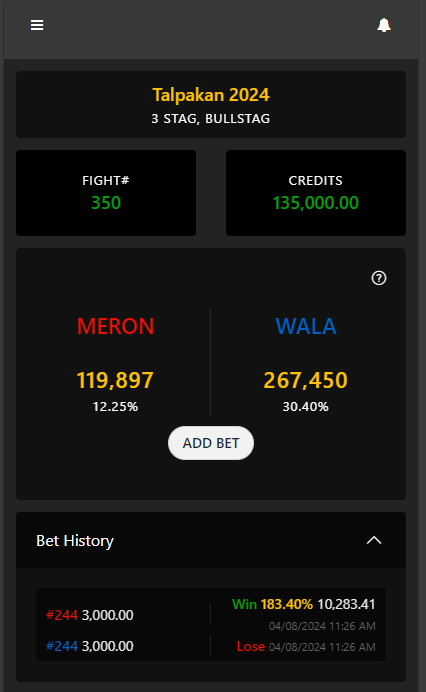 Talpakan 2024
3 STAG, BULLSTAG
FIGHT#
350
CREDITS
135,000.00
MERON
119,897
12.25%
WALA
267,450
30.40%
ADD BET
Bet History
#244 3,000.00
Win 183.40% 10,283.41
04/08/2024 11:26 AM
#244 3,000.00
Lose 04/08/2024 11:26 AM